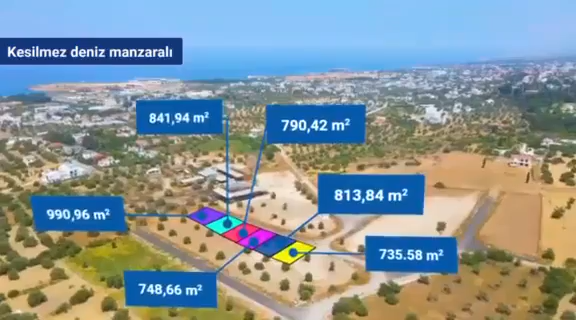 Kesilmez deniz manzaralı
841,94 m²
790,42 m²
813,84 m²
990,96 m²
735.58 m²
748,66 m²